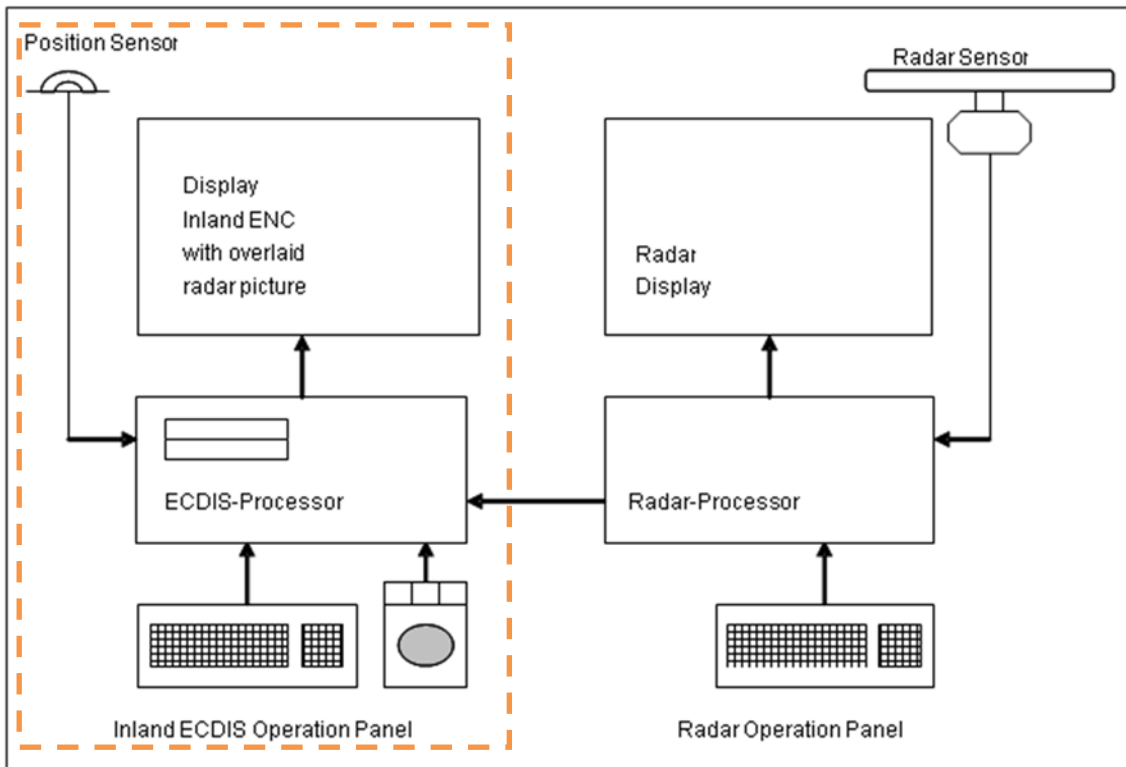 Position Sensor
Radar Sensor
Display
Inland ENC
with overlaid
radar picture
Radar
Display
ECDIS-Processor
Radar-Processor
Inland ECDIS Operation Panel
Radar Operation Panel